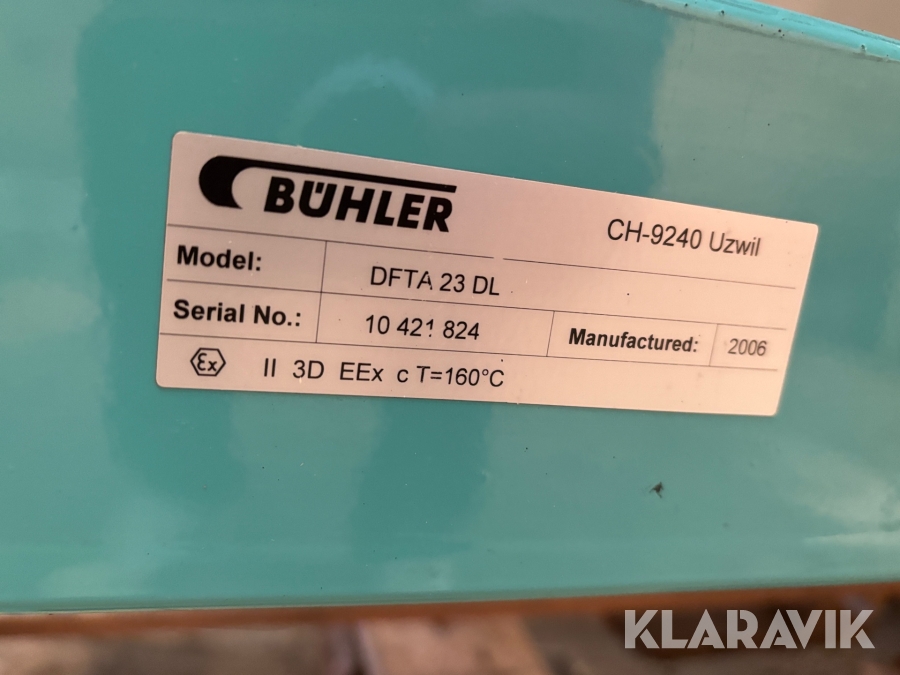 BÜHLER
CH-9240 Uzwil
Model: DFTA 23 DL
Serial No.: 10 421 824 Manufactured: 2006
Ex II 3D EEx c T=160°C
KLARAVIK